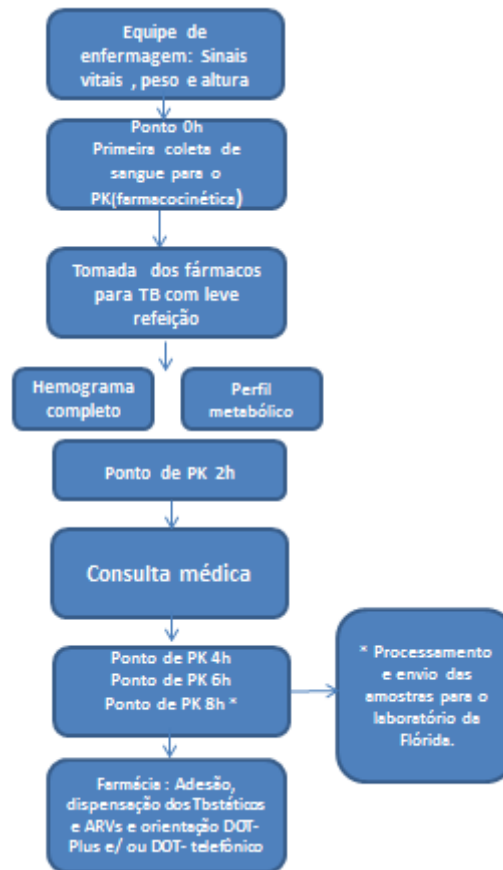 Equipe de
enfermagem: Sinais
vitais , peso e altura
Ponto 0h
Primeira coleta de
sangue para o
PK(farmacocinética)
Tomada dos fármacos
para TB com leve
refeição
Hemograma
completo
Perfil
metabólico
Ponto de PK 2h
Consulta médica
Ponto de PK 4h
Ponto de PK 6h
Ponto de PK 8h *
* Processamento
e envio das
amostras para o
laboratório da
Flórida.
Farmácia : Adesão,
dispensação dos Tbstáticos
e ARVs e orientação DOT-
Plus e/ ou DOT- telefônico